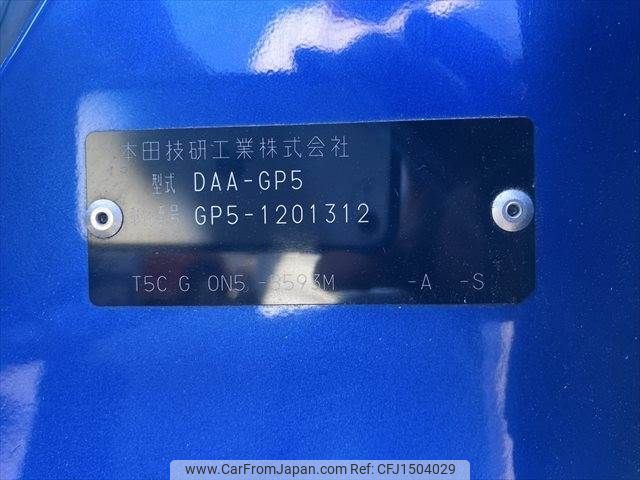 本田技研工業株式会社
型式 DAA-GP5
GP5-1201312
T5C G ON5 -B593M -A -S
www.CarFromJapan.com
CFJ1504029